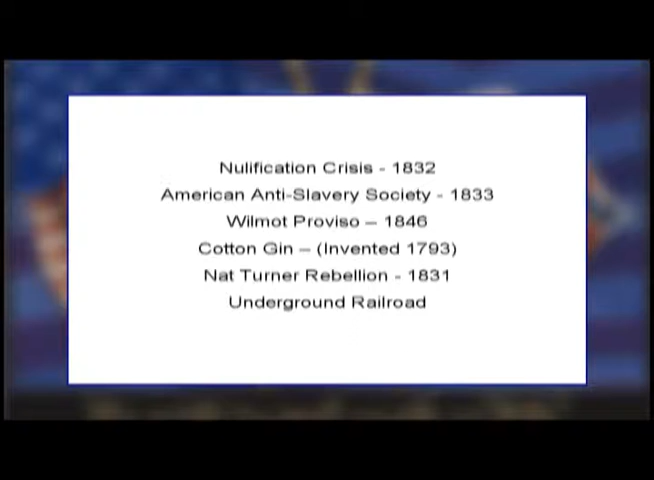 Nulification Crisis - 1832
American Anti-Slavery Society - 1833
Wilmot Proviso – 1846
Cotton Gin – (Invented 1793)
Nat Turner Rebellion - 1831
Underground Railroad